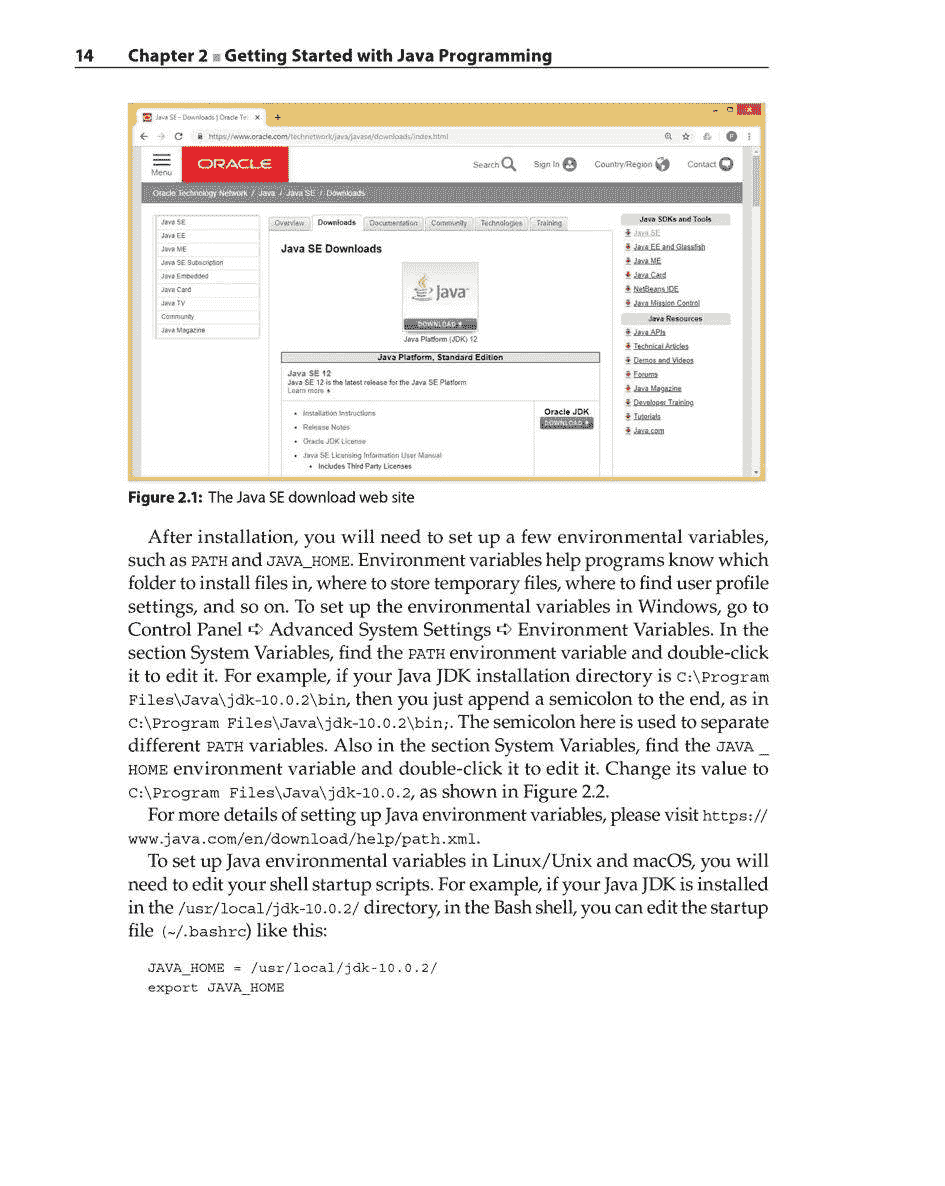 14 Chapter 2 ■ Getting Started with Java Programming
Java SE - Downloads | Oracle Te
https://www.oracle.com/technetwork/java/javase/downloads/index.html
Menu
ORACLE
Search
Sign In
Country/Region
Contact
Oracle Technology Network / Java / Java SE / Downloads
Java SE
Java EE
Java ME
Java SE Subscription
Java Embedded
Java Card
Java TV
Community
Java Magazine
Overview Downloads Documentation Community Technologies Training
Java SE Downloads
Java
DOWNLOAD
Java Platform (JDK) 12
Java Platform, Standard Edition
Java SE 12
Java SE 12 is the latest release for the Java SE Platform
Learn more
• Installation Instructions
• Release Notes
• Oracle JDK License
• Java SE Licensing Information User Manual
• Includes Third Party Licenses
Oracle JDK
DOWNLOAD
Java SDKs and Tools
Java SE
Java EE and Glassfish
Java ME
Java Card
NetBeans IDE
Java Mission Control
Java Resources
Java APIs
Technical Articles
Demos and Videos
Forums
Java Magazine
Developer Training
Tutorials
Java.com
Figure 2.1: The Java SE download web site
After installation, you will need to set up a few environmental variables,
such as PATH and JAVA_HOME. Environment variables help programs know which
folder to install files in, where to store temporary files, where to find user profile
settings, and so on. To set up the environmental variables in Windows, go to
Control Panel ➪ Advanced System Settings ➪ Environment Variables. In the
section System Variables, find the PATH environment variable and double-click
it to edit it. For example, if your Java JDK installation directory is C:\Program
Files\Java\jdk-10.0.2\bin, then you just append a semicolon to the end, as in
C:\Program Files\Java\jdk-10.0.2\bin;. The semicolon here is used to separate
different PATH variables. Also in the section System Variables, find the JAVA _
HOME environment variable and double-click it to edit it. Change its value to
C:\Program Files\Java\jdk-10.0.2, as shown in Figure 2.2.
For more details of setting up Java environment variables, please visit https://
www.java.com/en/download/help/path.xml.
To set up Java environmental variables in Linux/Unix and macOS, you will
need to edit your shell startup scripts. For example, if your Java JDK is installed
in the /usr/local/jdk-10.0.2/ directory, in the Bash shell, you can edit the startup
file (~/.bashrc) like this:
JAVA_HOME = /usr/local/jdk-10.0.2/
export JAVA_HOME